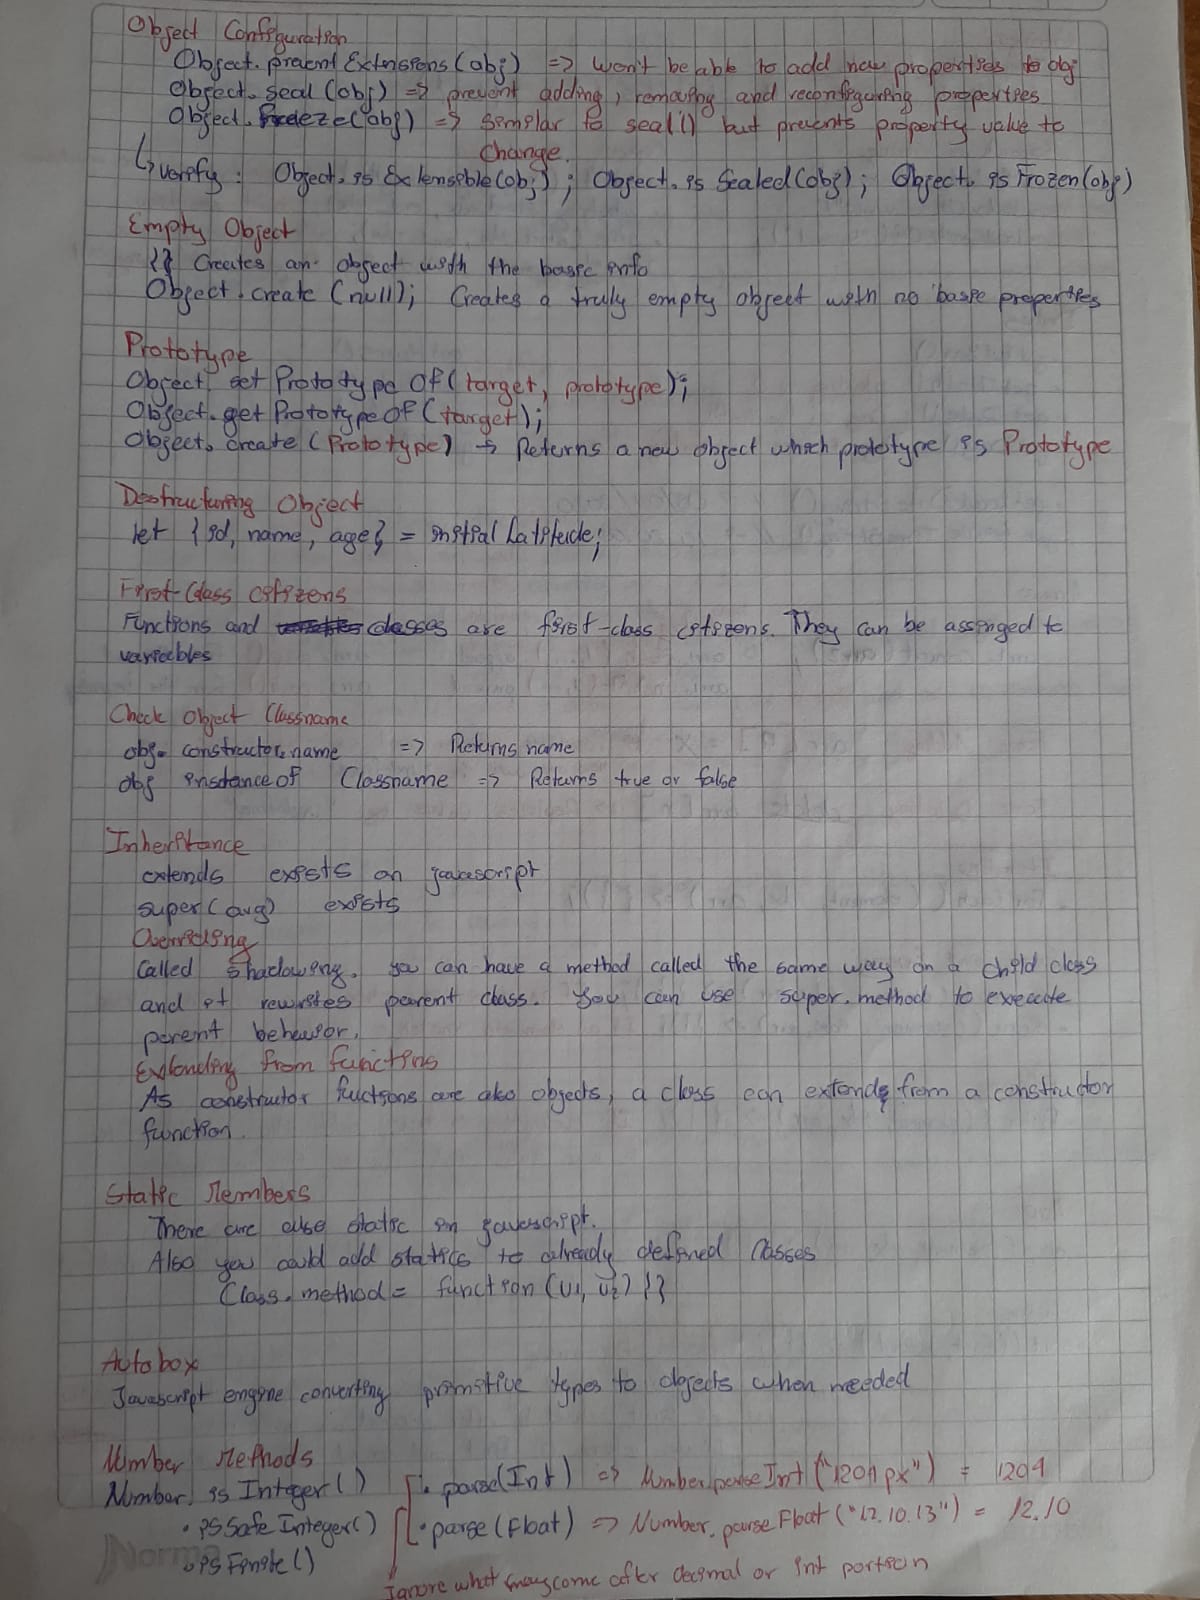 Object Configuration
Object.prevent Extensions(obj) => Won't be able to add new properties to obj
Object.seal(obj) => prevent adding, removing and reconfiguring properties
Object.freeze(obj) => similar to seal() but prevents property value to
change.
↳ verify: Object.is Extensible(obj); Object.is Sealed(obj); Object.is Frozen(obj)
Empty Object
{} Creates an object with the basic info
Object.create(null); Creates a truly empty object with no basic properties
Prototype
Object.set Prototype Of(target, prototype);
Object.get Prototype Of(target);
Object.create(Prototype) → Returns a new object which prototype is Prototype
Destructuring Object
let {id, name, age} = initial Latitude;
First-Class citizens
Functions and classes are first-class citizens. They can be assinged to
variables
Check Object Classname
obj.constructor.name => Returns name
obj instance of Classname => Returns true or false
Inheritance
extends exists on javascript
super(arg) exists
Overriding
Called shadowing. You can have a method called the same way on a child class
and it rewrites parent class. You can use super.method to execute
parent behavior.
Extending from functins
As constructor fuctions are also objects, a class can extends from a constructor
function.
Static Members
There are also static in javascript.
Also you could add statics to already defined classes
Class.method = function(v1, v2) {}
Autobox
Javascript engine converting primitive types to objects when needed
Number Methods
Number.is Integer() .parse(Int) => Number.parse Int("1204 px") = 1204
.isSafe Integer() .parse(Float) => Number.parse Float("12.10.13") = 12.10
.isFinite()
Norma
Ignore what may come after decimal or int portion